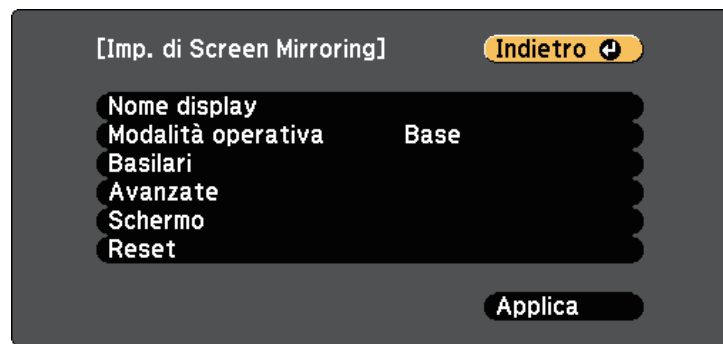 [Imp. di Screen Mirroring] Indietro
Nome display
Modalità operativa Base
Basilari
Avanzate
Schermo
Reset
Applica